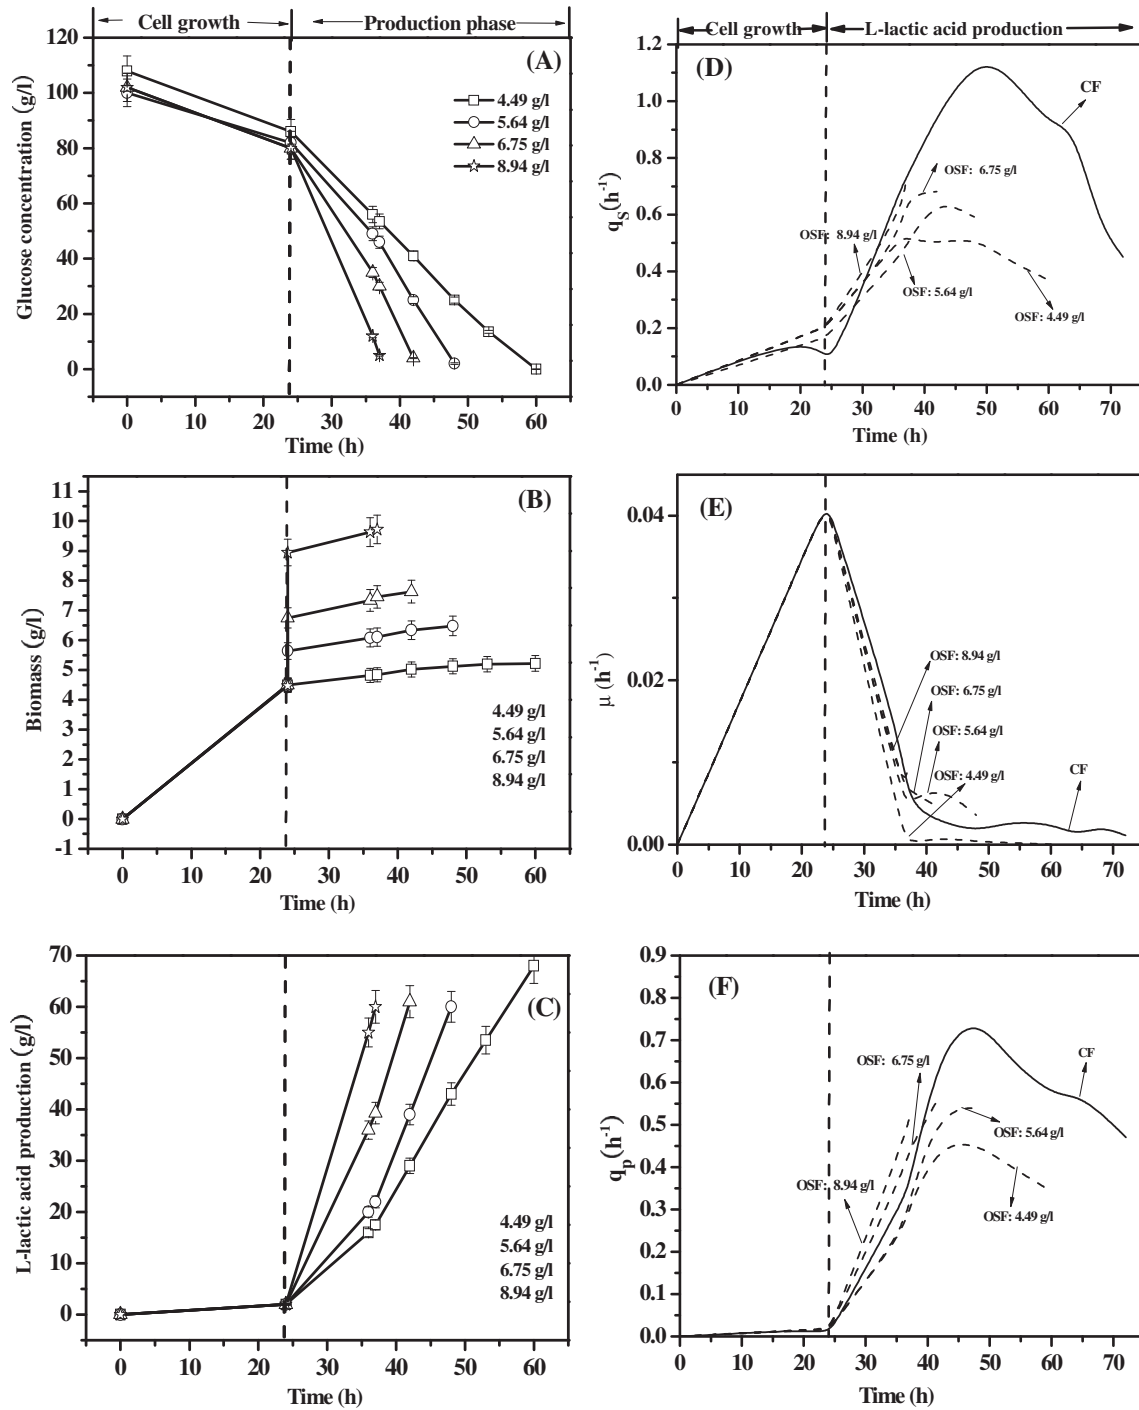 Cell growth Production phase
120
100
80
60
40
20
0
Glucose concentration (g/l)
(A)
4.49 g/l
5.64 g/l
6.75 g/l
8.94 g/l
0 10 20 30 40 50 60
Time (h)
Cell growth L-lactic acid production
1.2
1.0
0.8
0.6
0.4
0.2
0.0
qS(h-1)
(D)
CF
OSF: 6.75 g/l
OSF: 8.94 g/l
OSF: 5.64 g/l
OSF: 4.49 g/l
0 10 20 30 40 50 60 70
Time (h)
11
10
9
8
7
6
5
4
3
2
1
0
-1
Biomass (g/l)
(B)
4.49 g/l
5.64 g/l
6.75 g/l
8.94 g/l
0 10 20 30 40 50 60
Time (h)
0.04
0.02
0.00
μ (h-1)
(E)
OSF: 8.94 g/l
OSF: 6.75 g/l
OSF: 5.64 g/l
OSF: 4.49 g/l
CF
0 10 20 30 40 50 60 70
Time (h)
70
60
50
40
30
20
10
0
L-lactic acid production (g/l)
(C)
4.49 g/l
5.64 g/l
6.75 g/l
8.94 g/l
0 10 20 30 40 50 60
Time (h)
0.9
0.8
0.7
0.6
0.5
0.4
0.3
0.2
0.1
0.0
qp(h-1)
(F)
OSF: 6.75 g/l
CF
OSF: 5.64 g/l
OSF: 8.94 g/l
OSF: 4.49 g/l
0 10 20 30 40 50 60 70
Time (h)